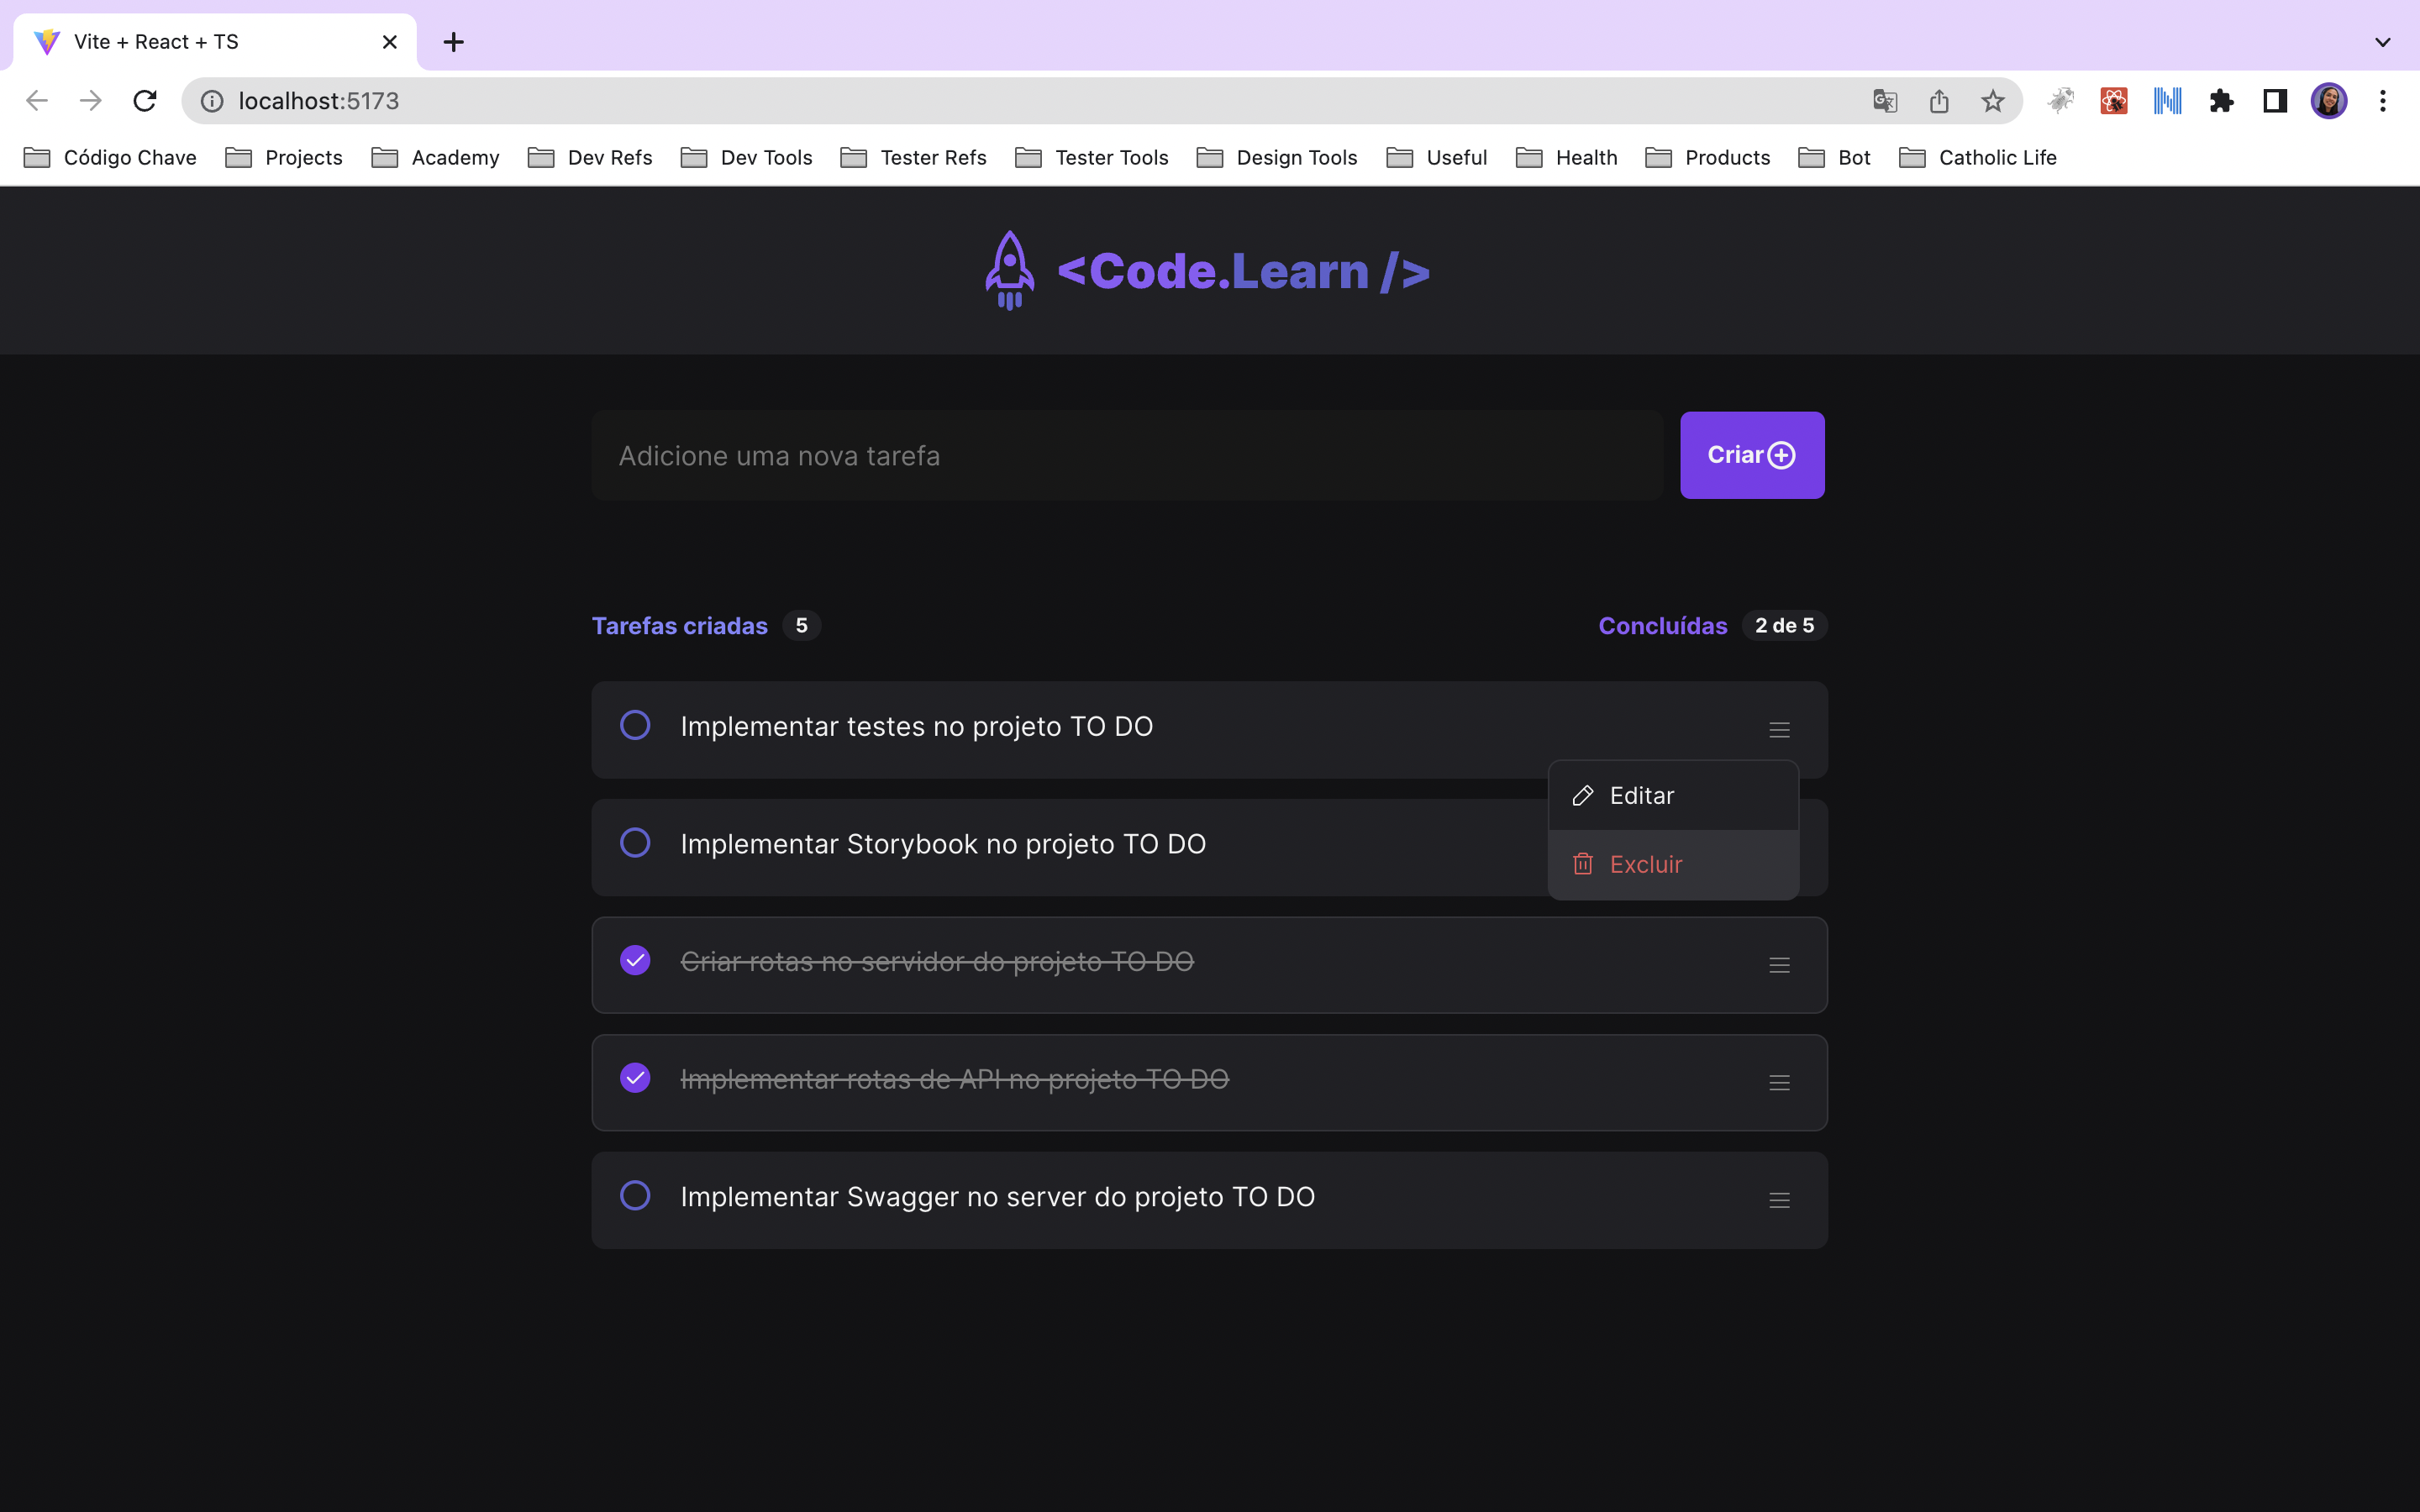 Vite + React + TS
localhost:5173
Código Chave Projects Academy Dev Refs Dev Tools Tester Refs Tester Tools Design Tools Useful Health Products Bot Catholic Life
<Code.Learn />
Adicione uma nova tarefa Criar
Tarefas criadas 5 Concluídas 2 de 5
Implementar testes no projeto TO DO
Editar
Implementar Storybook no projeto TO DO
Excluir
Criar rotas no servidor do projeto TO DO
Implementar rotas de API no projeto TO DO
Implementar Swagger no server do projeto TO DO